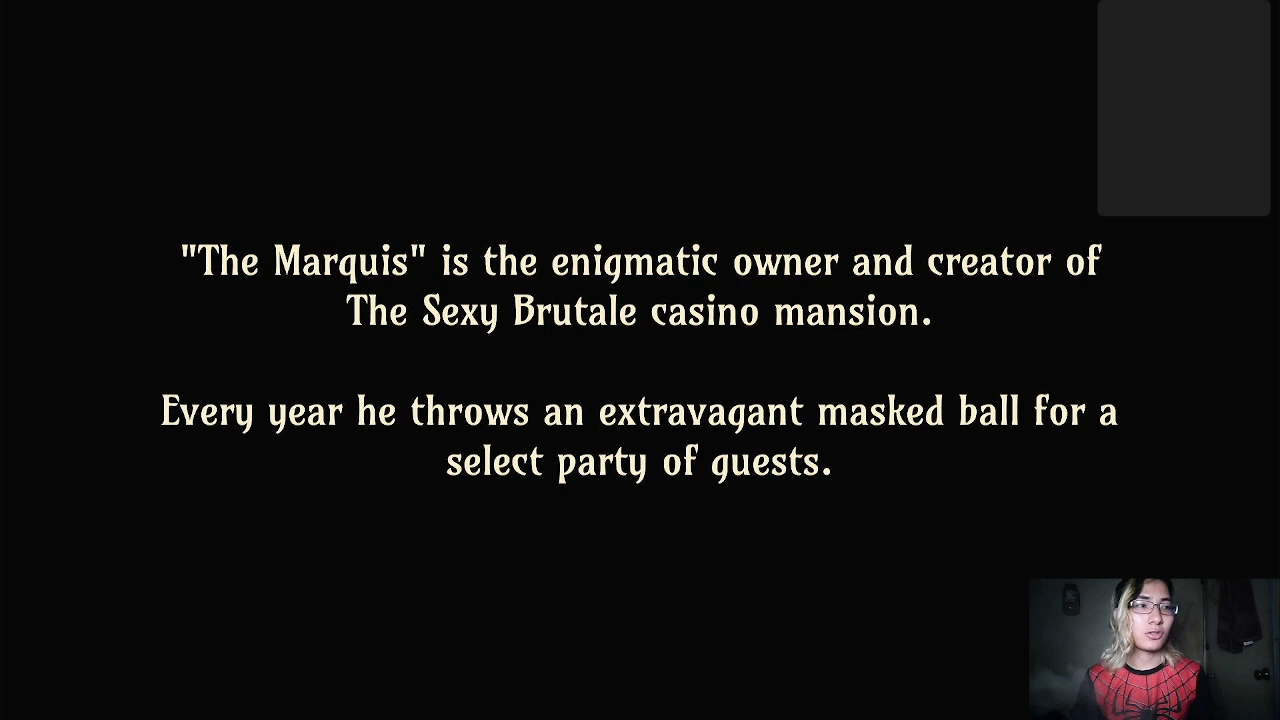 "The Marquis" is the enigmatic owner and creator of
The Sexy Brutale casino mansion.
Every year he throws an extravagant masked ball for a
select party of guests.